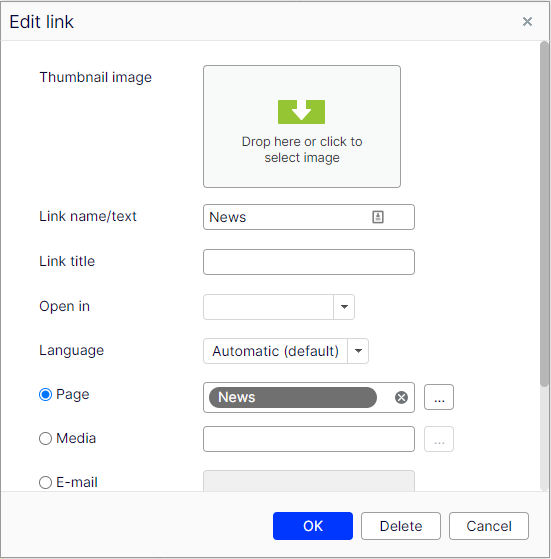 Edit link
Thumbnail image
Drop here or click to
select image
Link name/text
News
Link title
Open in
Language
Automatic (default)
Page
News
...
Media
...
E-mail
OK
Delete
Cancel